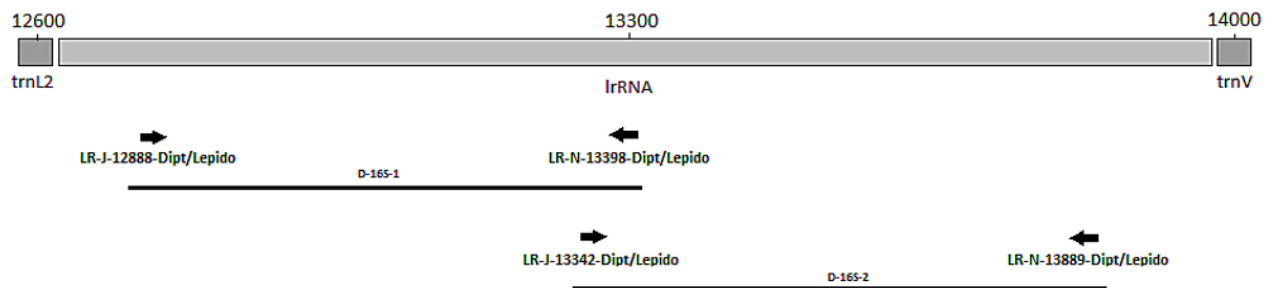 12600 13300 14000
trnL2 lrRNA trnV
LR-J-12888-Dipt/Lepido LR-N-13398-Dipt/Lepido
D-16S-1
LR-J-13342-Dipt/Lepido LR-N-13889-Dipt/Lepido
D-16S-2